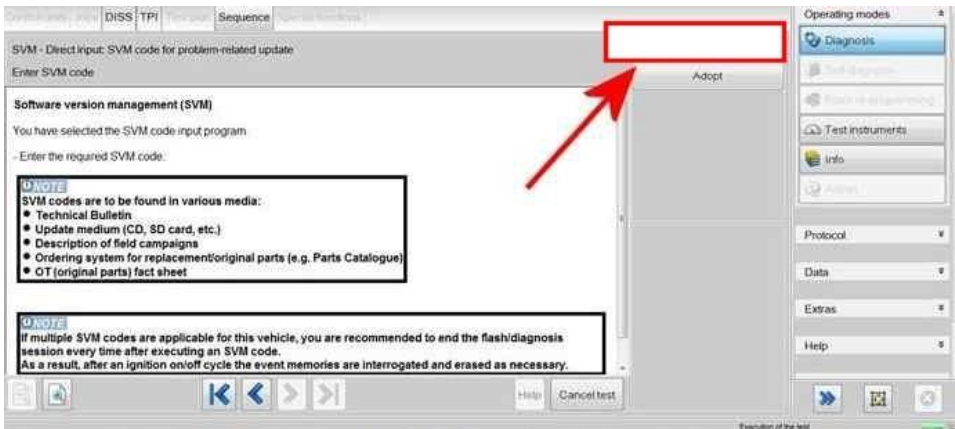 DISS
TPI
Sequence
Operating modes
SVM - Direct input: SVM code for problem-related update
Diagnosis
Enter SVM code
Adopt
Software version management (SVM)
You have selected the SVM code input program.
Test instruments
- Enter the required SVM code.
Info
NOTE
SVM codes are to be found in various media:
• Technical Bulletin
• Update medium (CD, SD card, etc.)
• Description of field campaigns
• Ordering system for replacement/original parts (e.g. Parts Catalogue)
• OT (original parts) fact sheet
Protocol
Data
Extras
NOTE
If multiple SVM codes are applicable for this vehicle, you are recommended to end the flash/diagnosis
session every time after executing an SVM code.
As a result, after an ignition on/off cycle the event memories are interrogated and erased as necessary.
Help
Help
Cancel test
Execution of the test